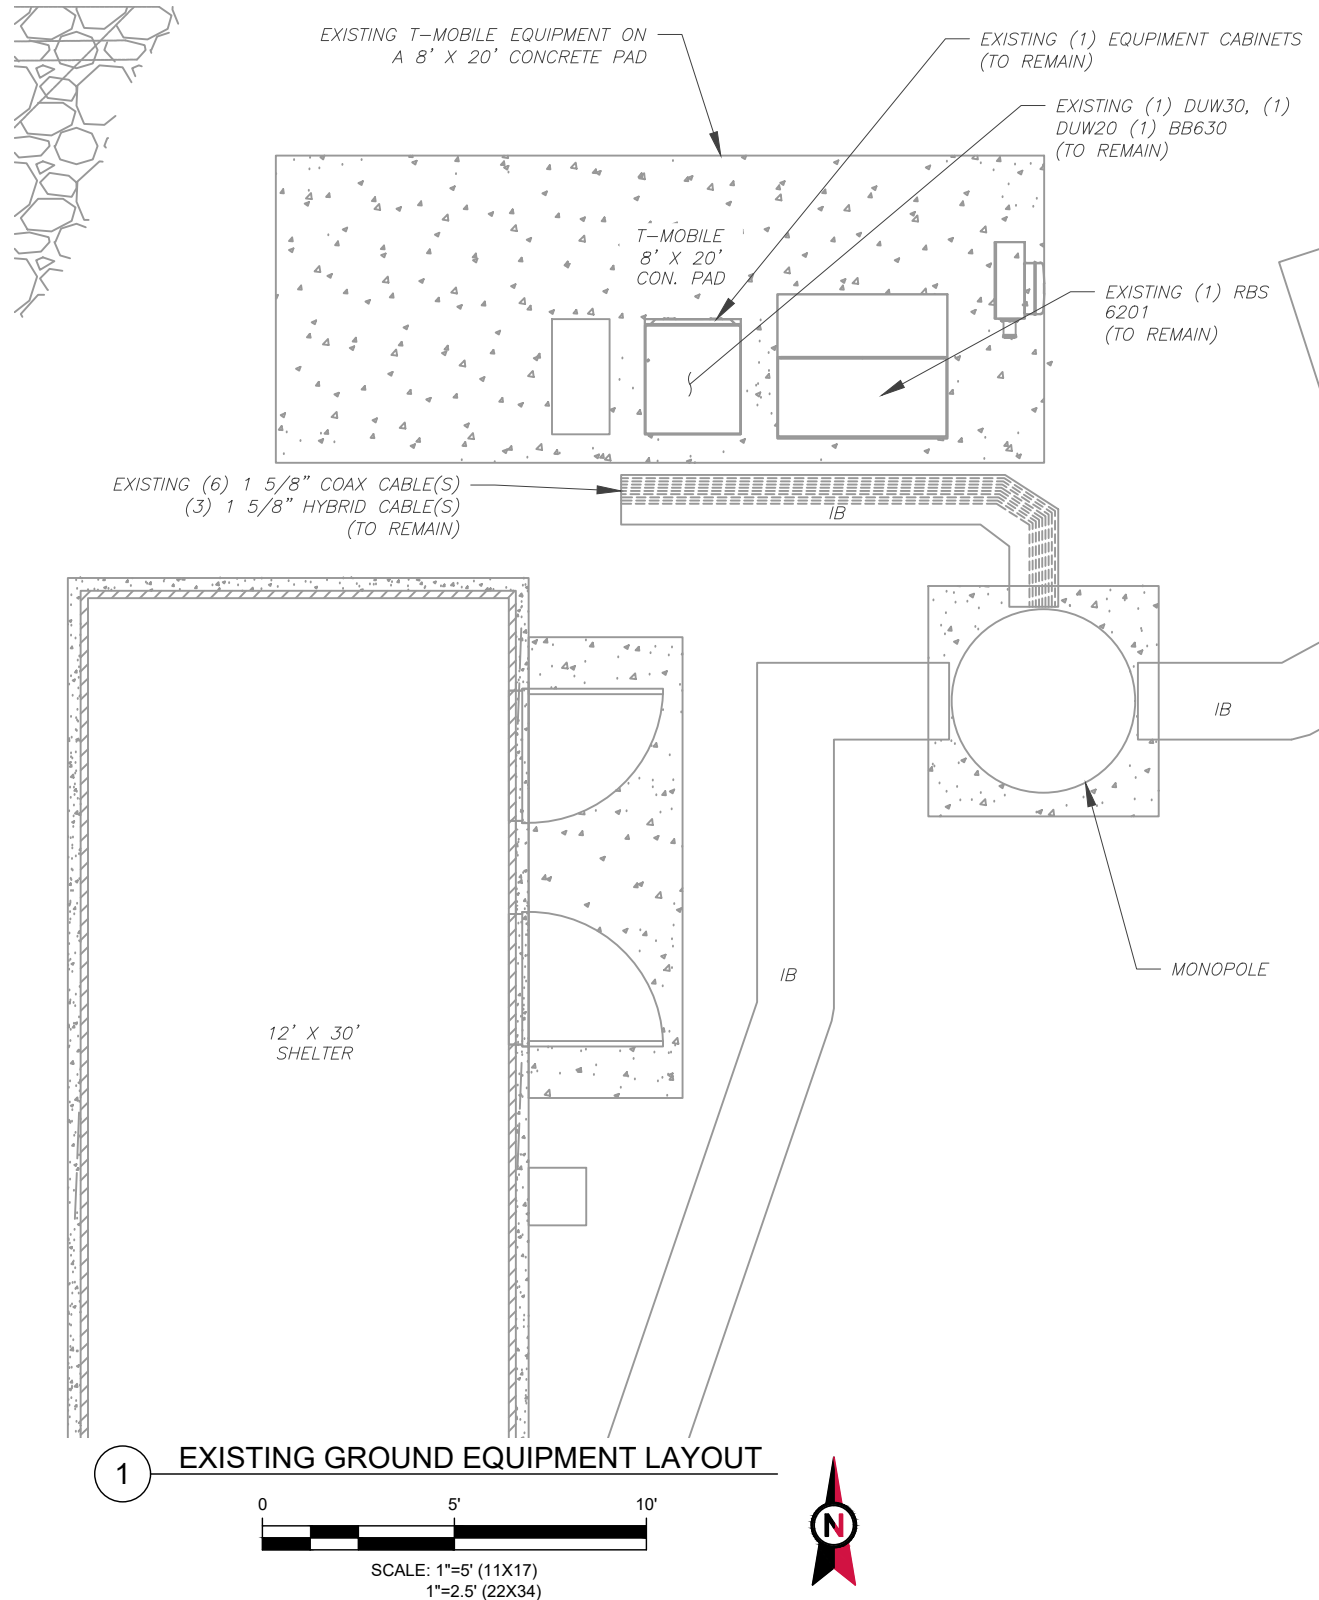 EXISTING T-MOBILE EQUIPMENT ON
A 8' X 20' CONCRETE PAD
EXISTING (1) EQUPIMENT CABINETS
(TO REMAIN)
EXISTING (1) DUW30, (1)
DUW20 (1) BB630
(TO REMAIN)
T-MOBILE
8' X 20'
CON. PAD
EXISTING (1) RBS
6201
(TO REMAIN)
EXISTING (6) 1 5/8" COAX CABLE(S)
(3) 1 5/8" HYBRID CABLE(S)
(TO REMAIN)
IB
IB
IB
MONOPOLE
12' X 30'
SHELTER
1 EXISTING GROUND EQUIPMENT LAYOUT
0 5' 10'
SCALE: 1"=5' (11X17)
1"=2.5' (22X34)
N